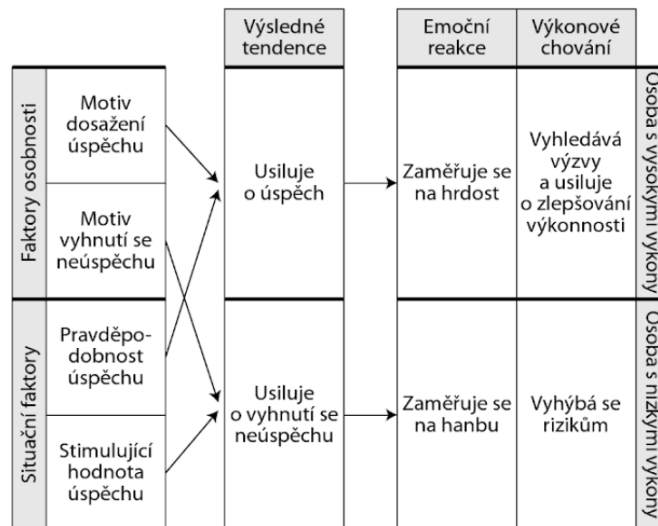 Výsledné
tendence
Emoční
reakce
Výkonové
chování
Faktory osobnosti
Motiv
dosažení
úspěchu
Motiv
vyhnutí se
neúspěchu
Usiluje
o úspěch
Zaměřuje se
na hrdost
Vyhledává
výzvy
a usiluje
o zlepšování
výkonnosti
Osoba s vysokými výkony
Situační faktory
Pravděpo-
dobnost
úspěchu
Stimulující
hodnota
úspěchu
Usiluje
o vyhnutí se
neúspěchu
Zaměřuje se
na hanbu
Vyhýbá se
rizikům
Osoba s nízkými výkony